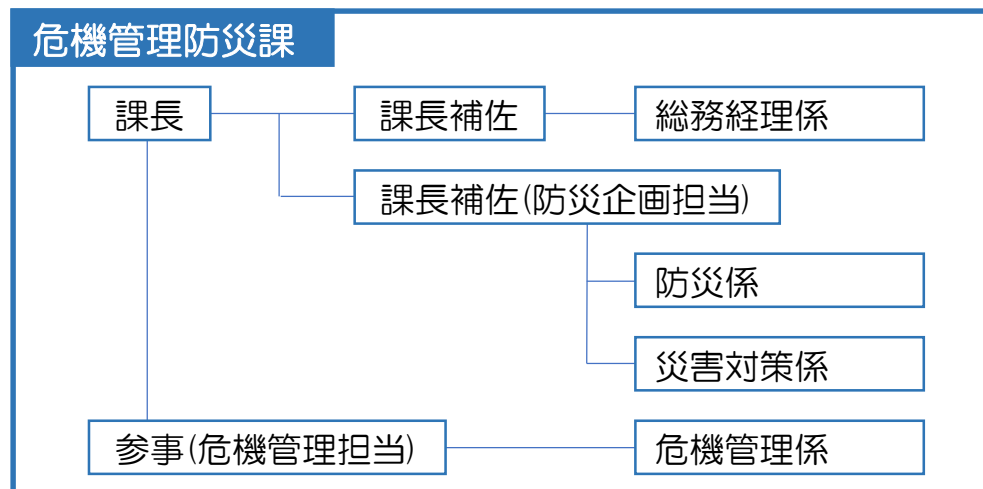 危機管理防災課
課長
課長補佐
総務経理係
課長補佐(防災企画担当)
防災係
災害対策係
参事(危機管理担当)
危機管理係